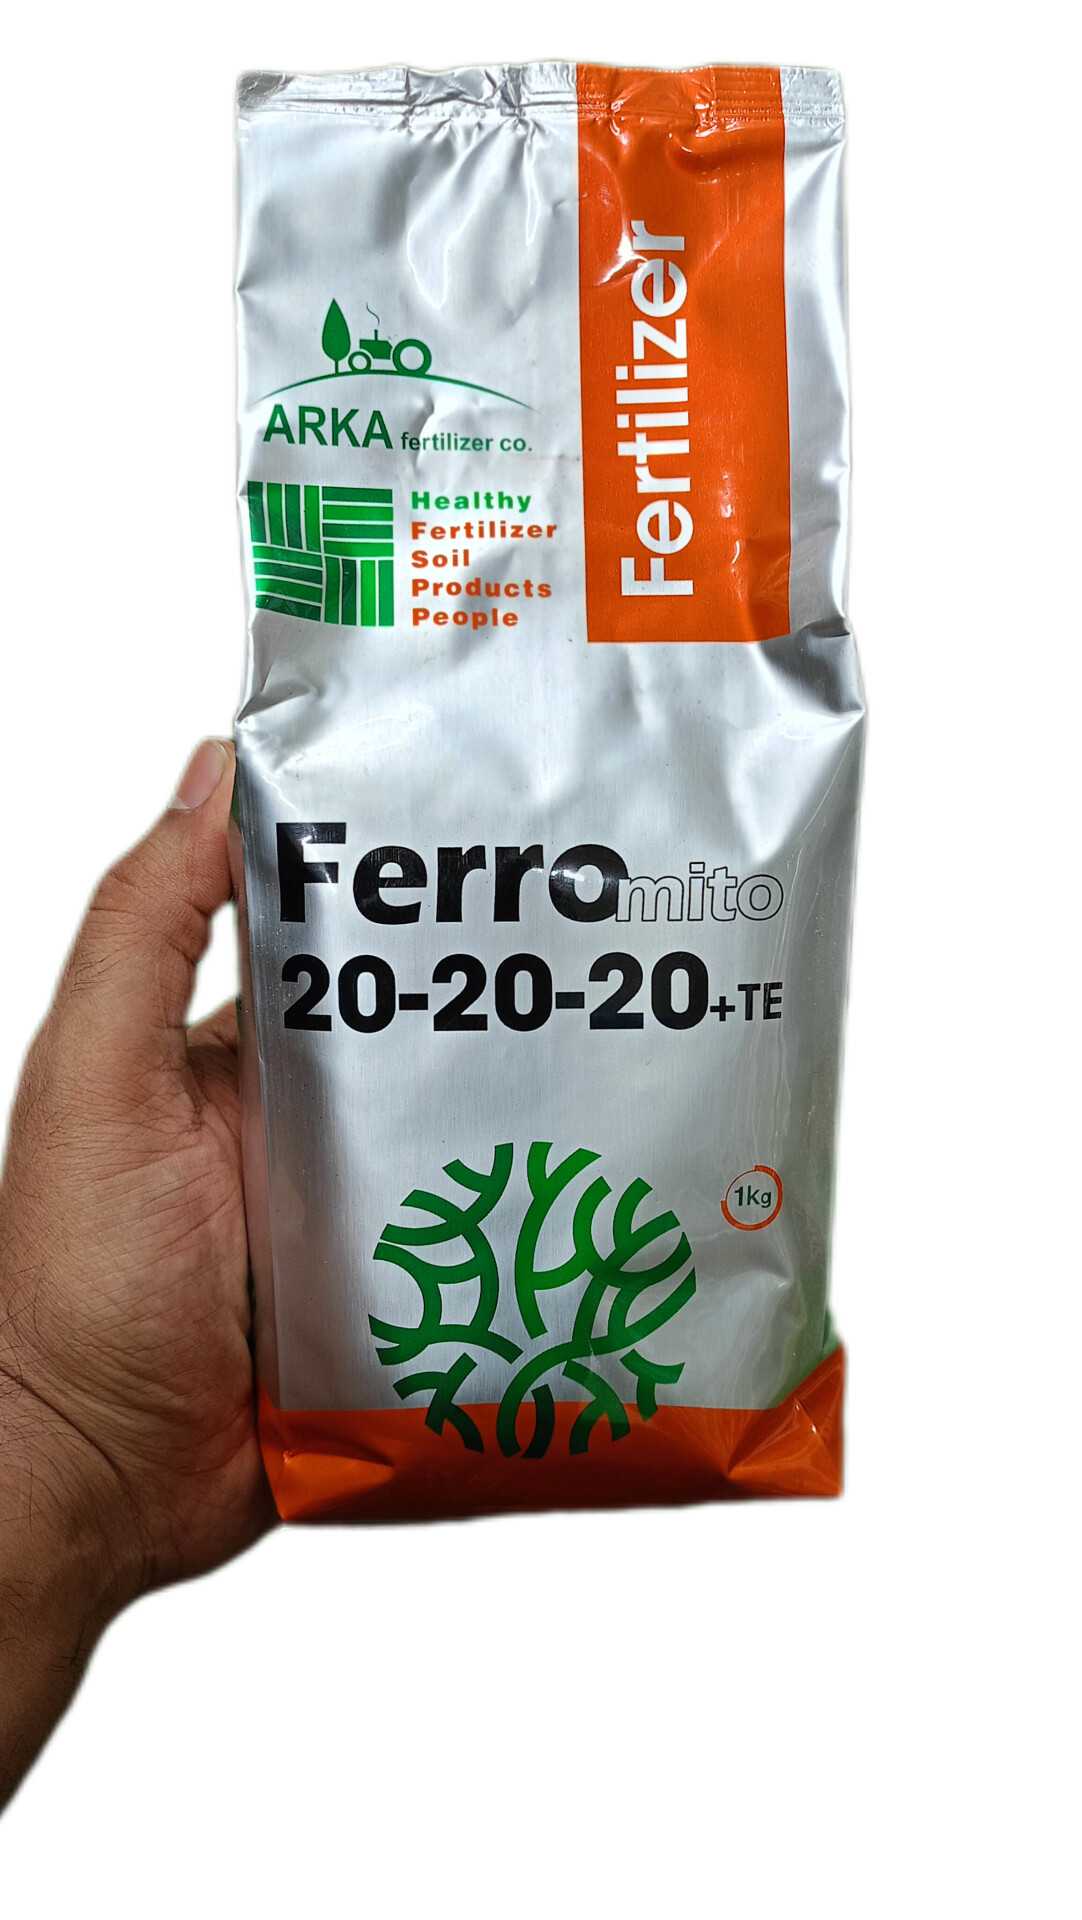 Fertilizer
ARKA fertilizer co.
Healthy
Fertilizer
Soil
Products
People
Ferromito
20-20-20+TE
1kg